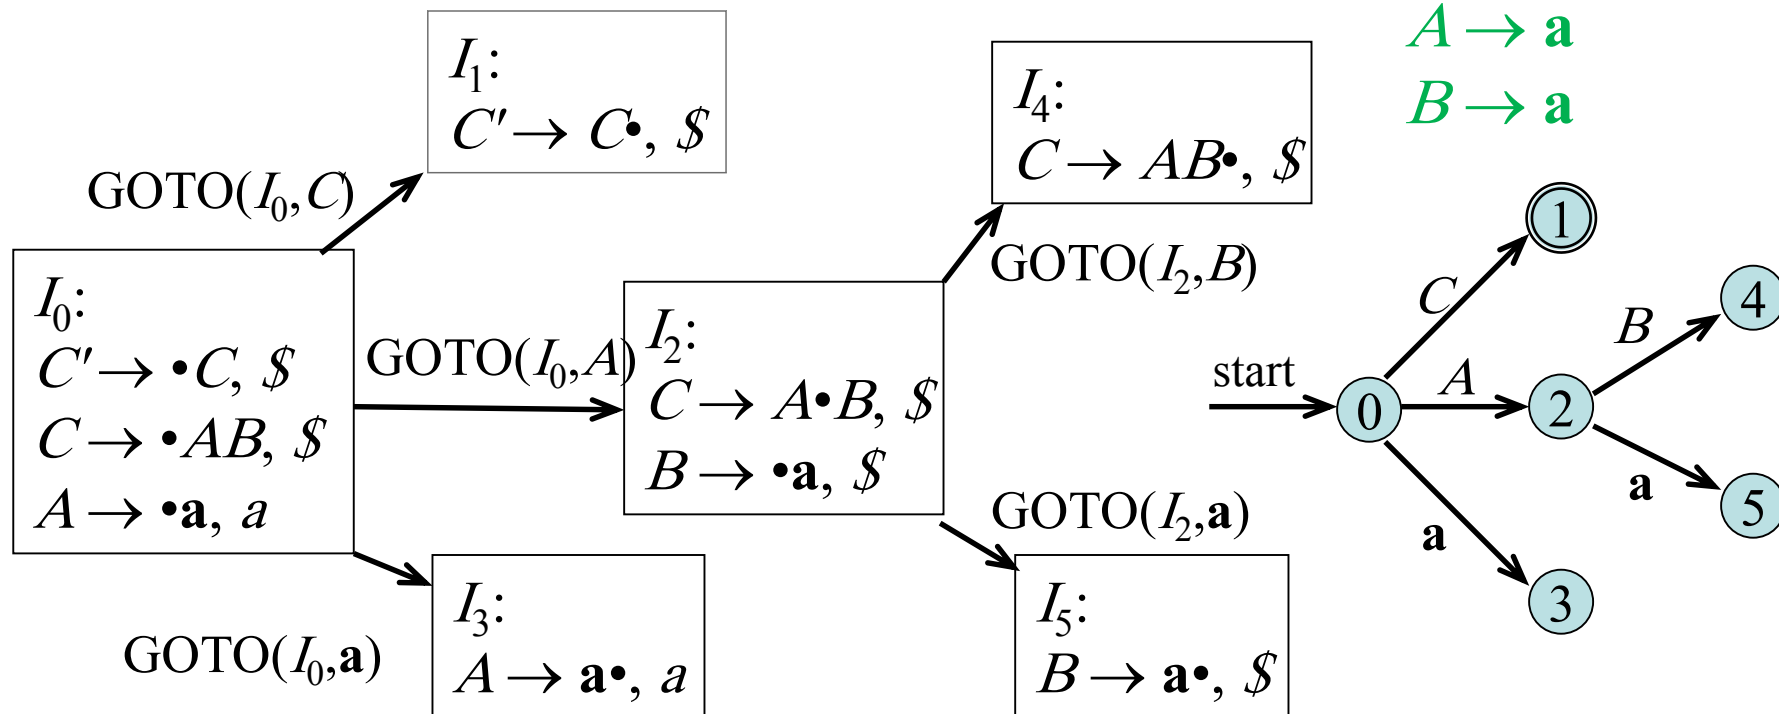 I₁:
C′ → C•, $
GOTO(I₀,C)
I₀:
C′ → •C, $
C → •AB, $
A → •a, a
GOTO(I₀,A)
I₂:
C → A•B, $
B → •a, $
GOTO(I₀,a)
I₃:
A → a•, a
I₄:
C → AB•, $
GOTO(I₂,B)
GOTO(I₂,a)
I₅:
B → a•, $
A → a
B → a
start
0
C
1
A
2
B
4
a
5
a
3